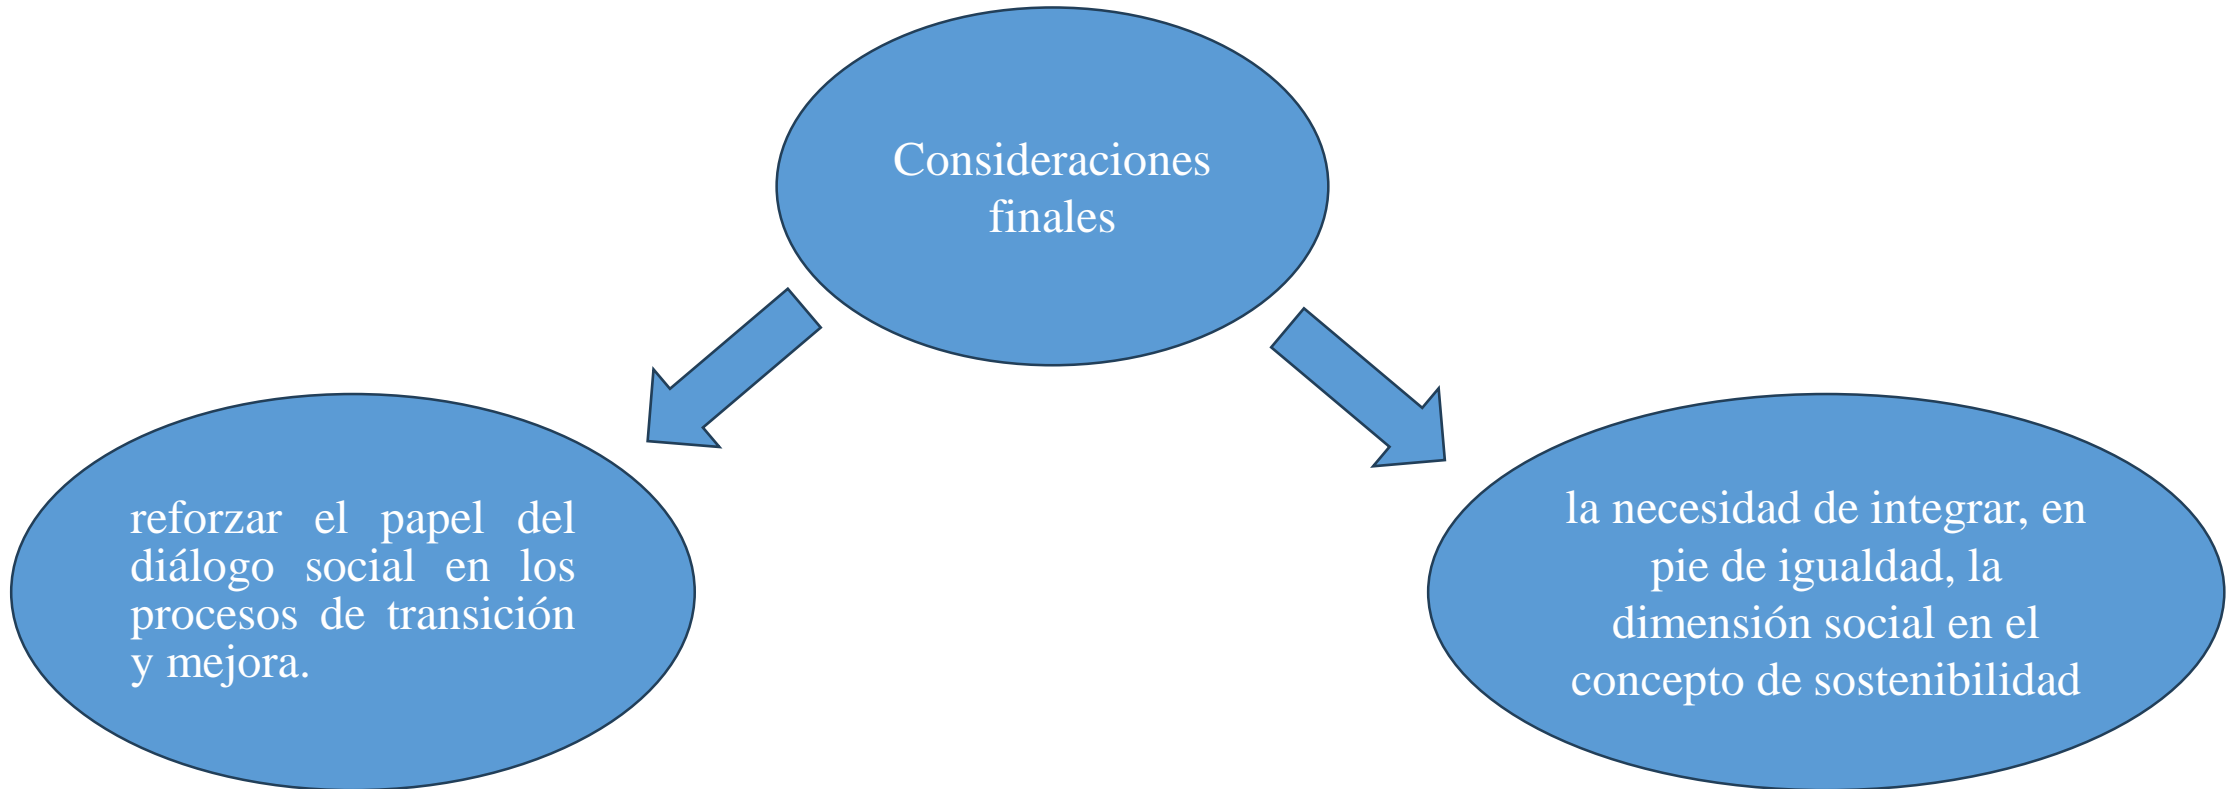 Consideraciones
finales
reforzar el papel del
diálogo social en los
procesos de transición
y mejora.
la necesidad de integrar, en
pie de igualdad, la
dimensión social en el
concepto de sostenibilidad